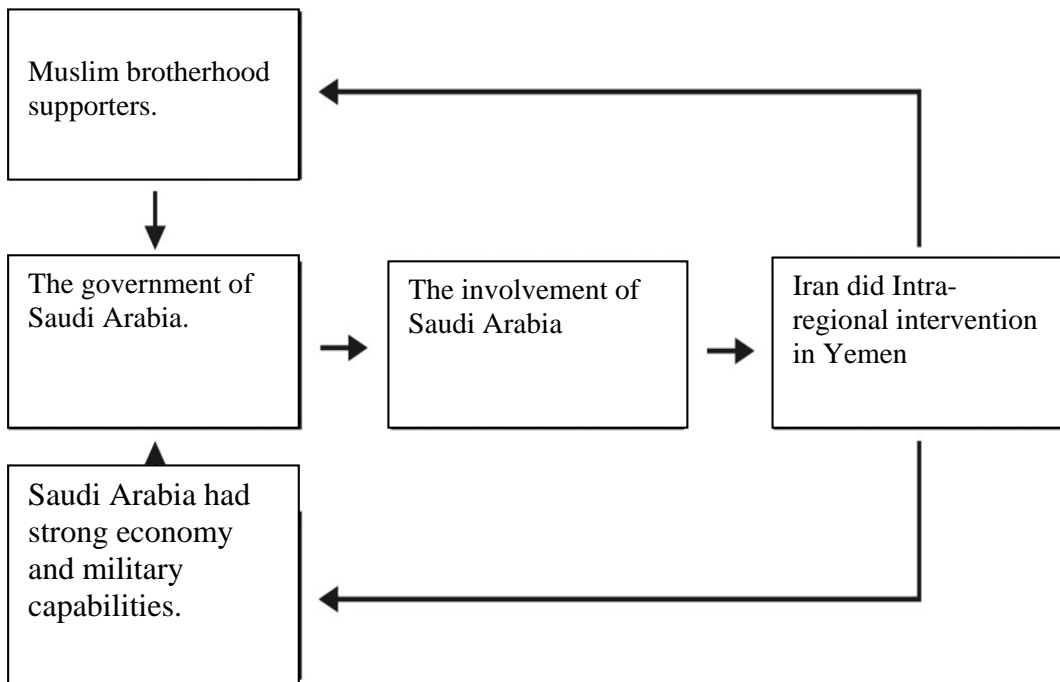 Muslim brotherhood
supporters.
The government of
Saudi Arabia.
The involvement of
Saudi Arabia
Iran did Intra-
regional intervention
in Yemen
Saudi Arabia had
strong economy
and military
capabilities.